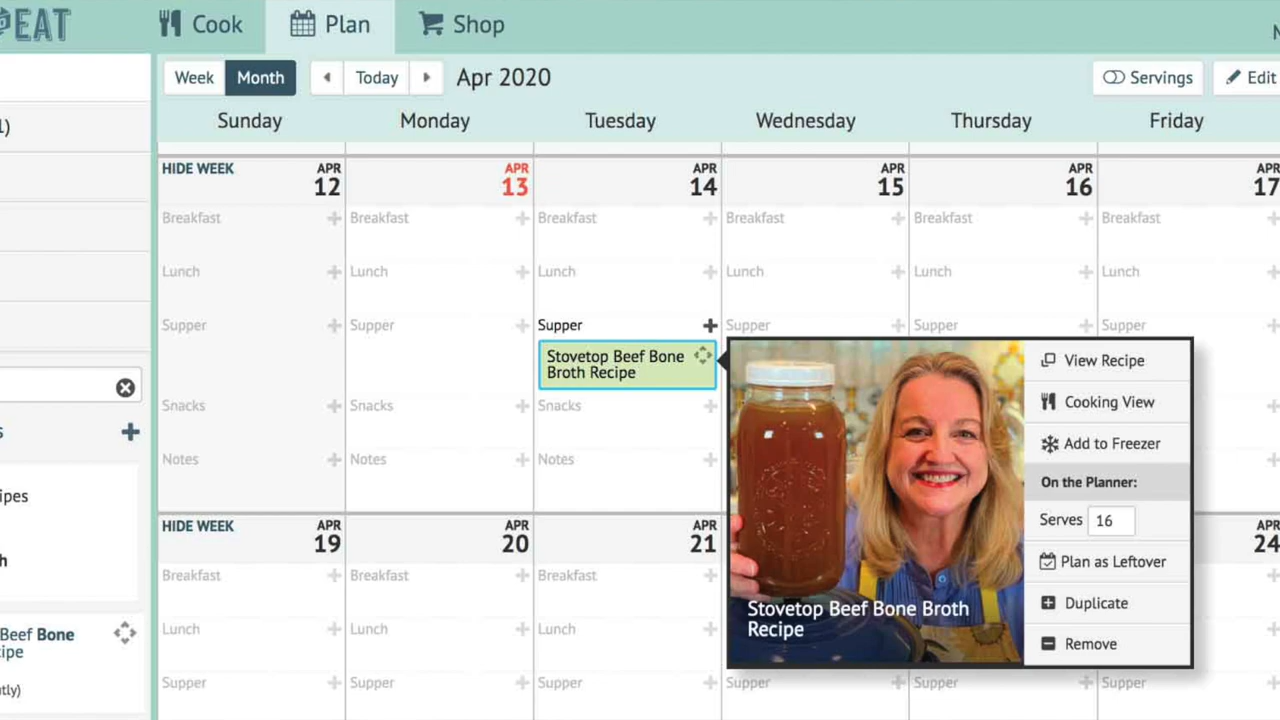 EAT
Cook
Plan
Shop
Week
Month
Today
Apr 2020
Servings
Edit
Sunday
Monday
Tuesday
Wednesday
Thursday
Friday
HIDE WEEK
APR
12
APR
13
APR
14
APR
15
APR
16
APR
17
Breakfast
Breakfast
Breakfast
Breakfast
Breakfast
Breakfast
Lunch
Lunch
Lunch
Lunch
Lunch
Lunch
Supper
Supper
Supper
Supper
Supper
Supper
Stovetop Beef Bone
Broth Recipe
Snacks
Snacks
Snacks
Notes
Notes
Notes
View Recipe
Cooking View
Add to Freezer
On the Planner:
Serves 16
Plan as Leftover
Duplicate
Remove
Stovetop Beef Bone Broth
Recipe
HIDE WEEK
APR
19
APR
20
APR
21
APR
24
Breakfast
Breakfast
Breakfast
Lunch
Lunch
Lunch
Supper
Supper
Supper
Supper
Supper
Supper
1)
s
ipes
h
Beef Bone
cipe
tly)